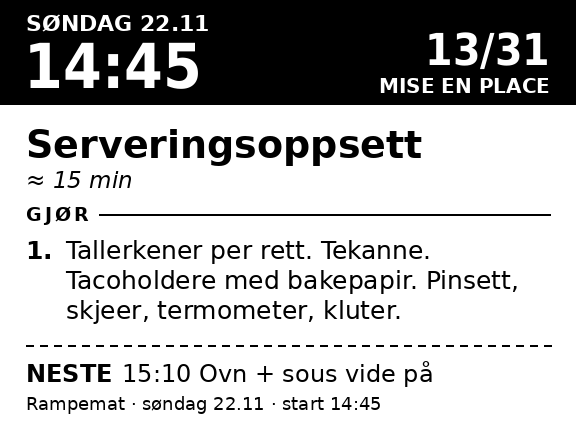 SØNDAG 22.11
14:45
13/31
MISE EN PLACE
Serveringsoppsett
≈ 15 min
GJØR
1. Tallerkener per rett. Tekanne.
Tacoholdere med bakepapir. Pinsett,
skjeer, termometer, kluter.
NESTE 15:10 Ovn + sous vide på
Rampemat · søndag 22.11 · start 14:45